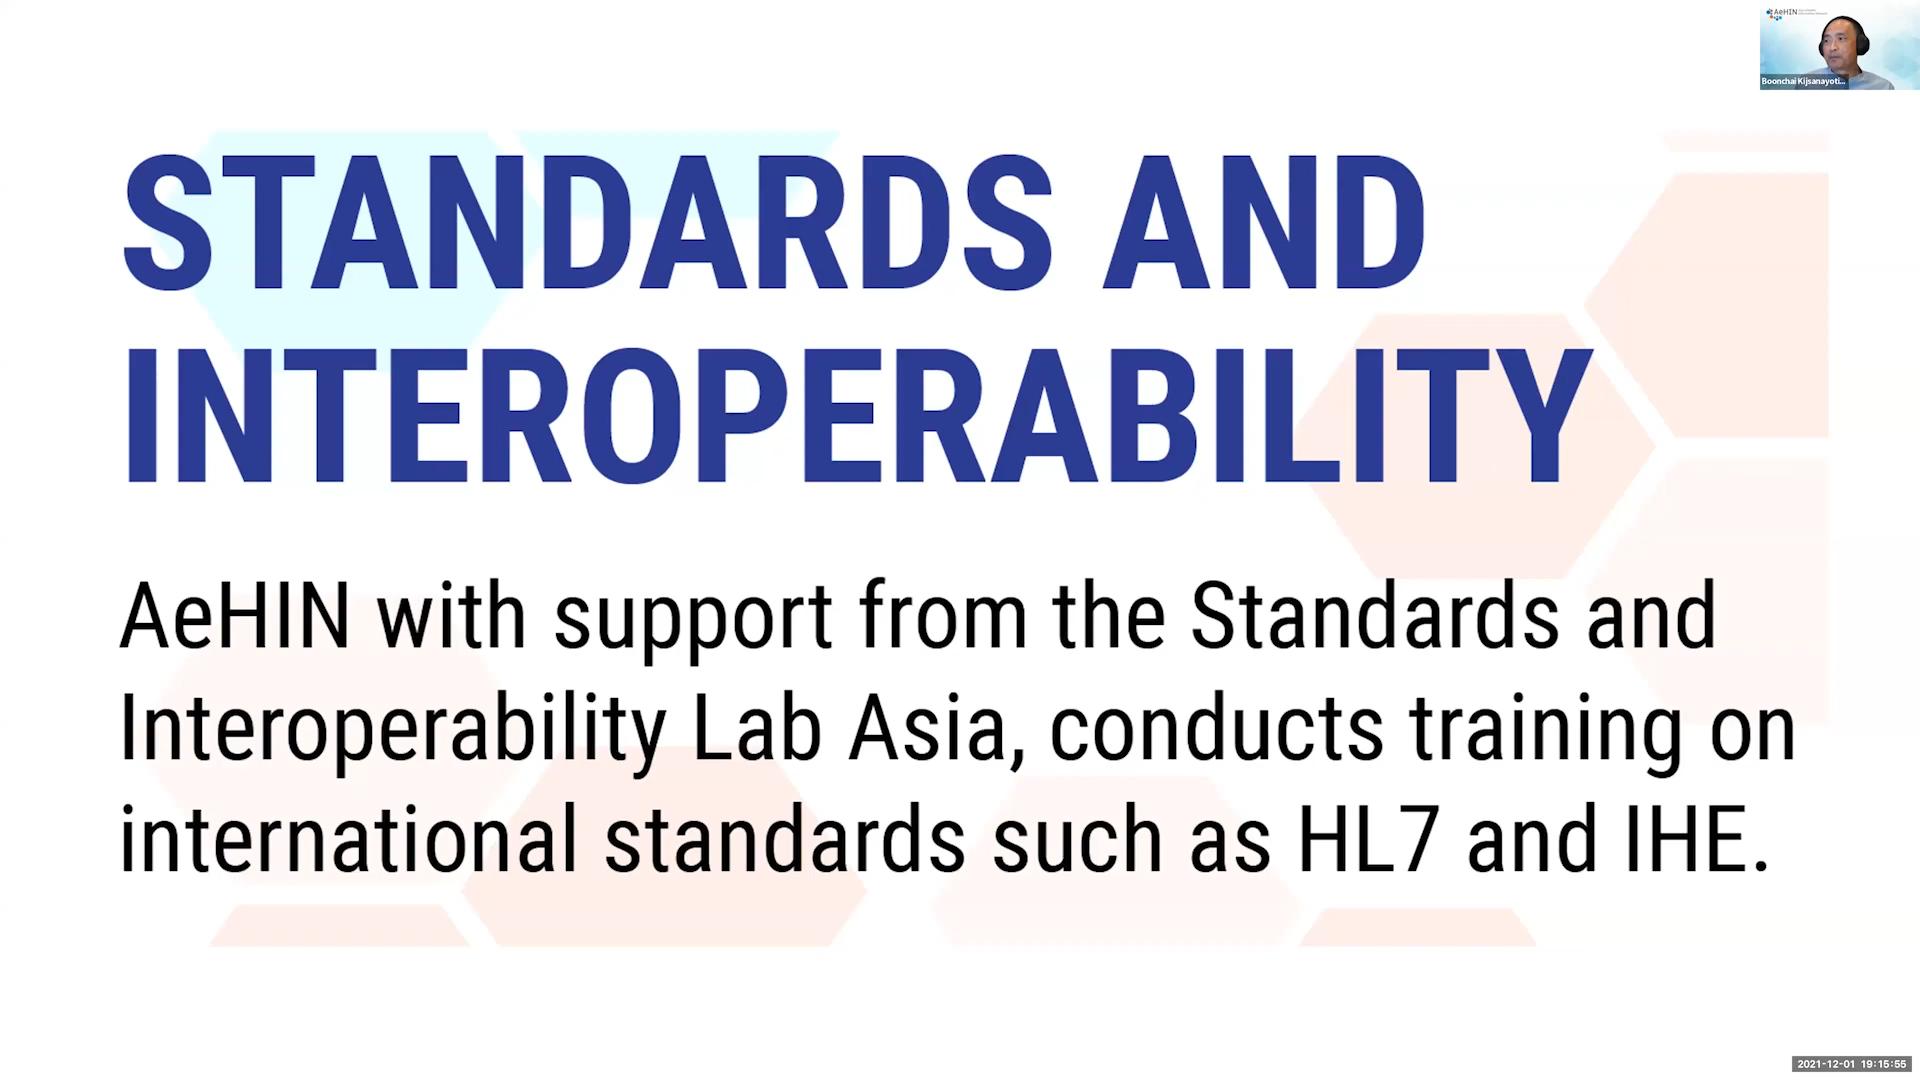 AeHIN
Boonchai Kijsanayoti...
STANDARDS AND
INTEROPERABILITY
AeHIN with support from the Standards and
Interoperability Lab Asia, conducts training on
international standards such as HL7 and IHE.
2021-12-01 19:15:55